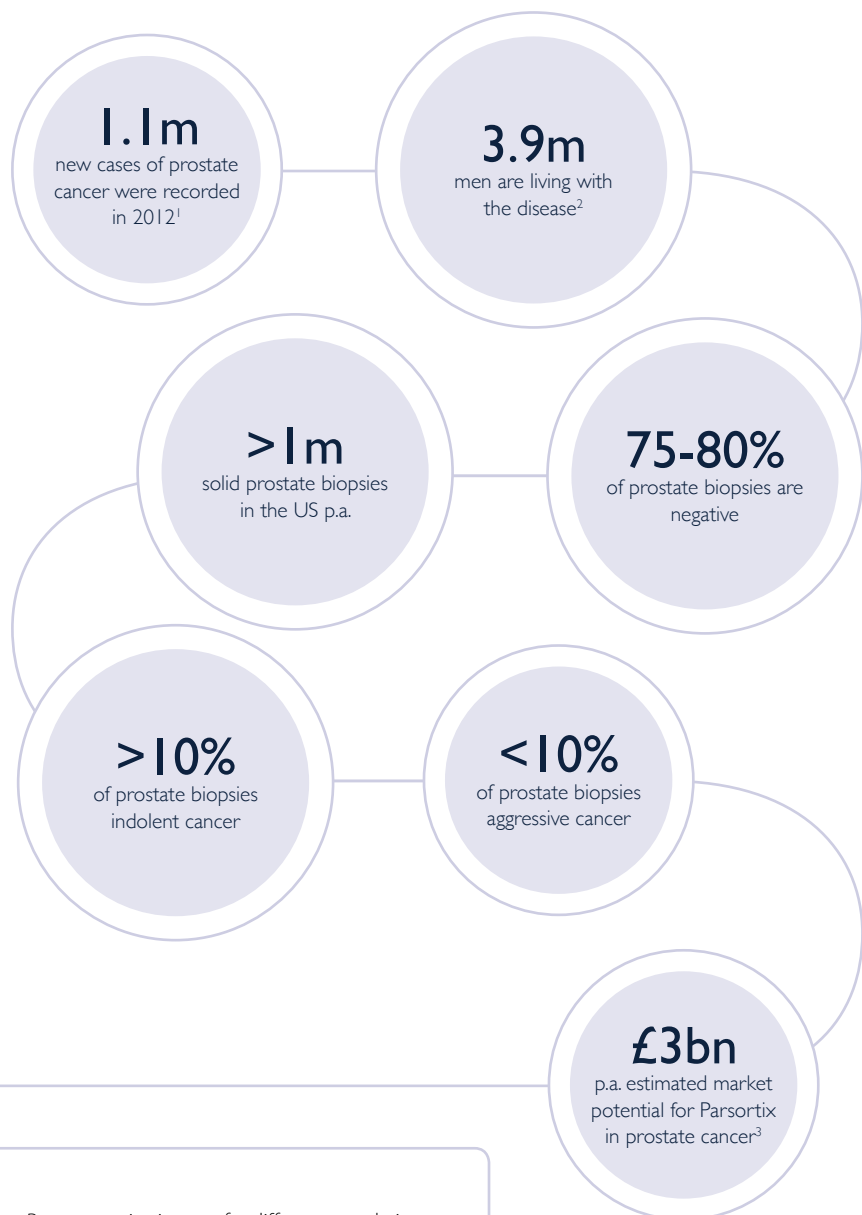 1.1m
new cases of prostate
cancer were recorded
in 2012¹
3.9m
men are living with
the disease²
75-80%
of prostate biopsies are
negative
>1m
solid prostate biopsies
in the US p.a.
>10%
of prostate biopsies
indolent cancer
<10%
of prostate biopsies
aggressive cancer
£3bn
p.a. estimated market
potential for Parsortix
in prostate cancer³